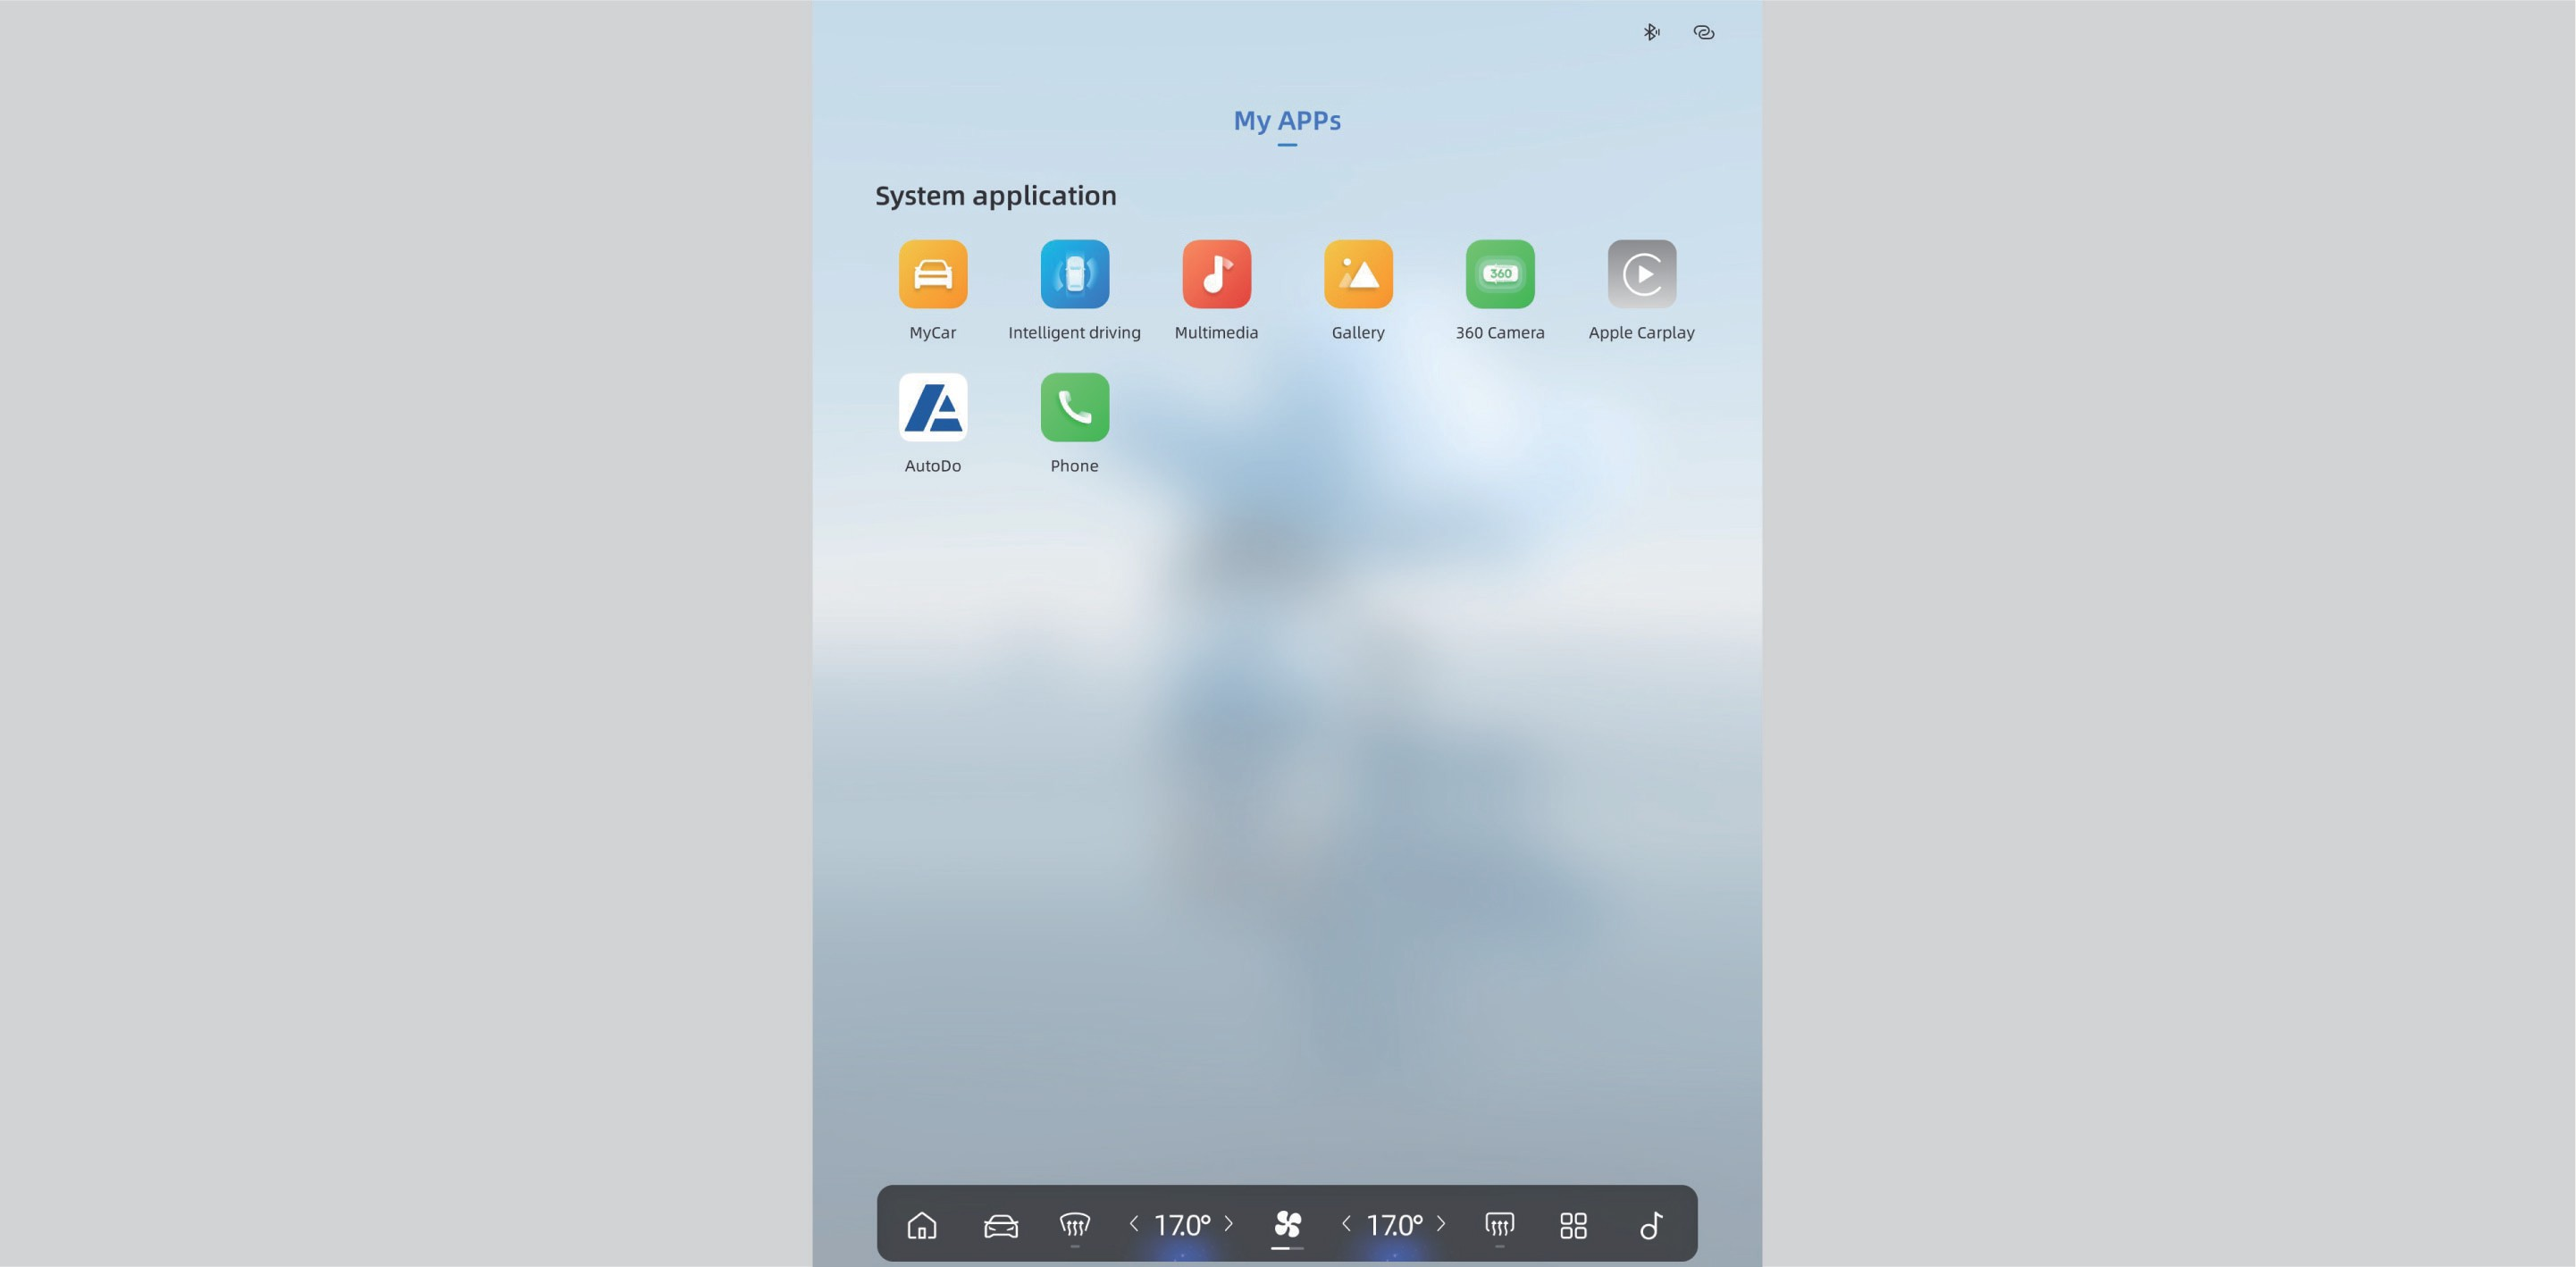 My APPs
System application
360
MyCar Intelligent driving Multimedia Gallery 360 Camera Apple Carplay
AutoDo Phone
17.0° 17.0°